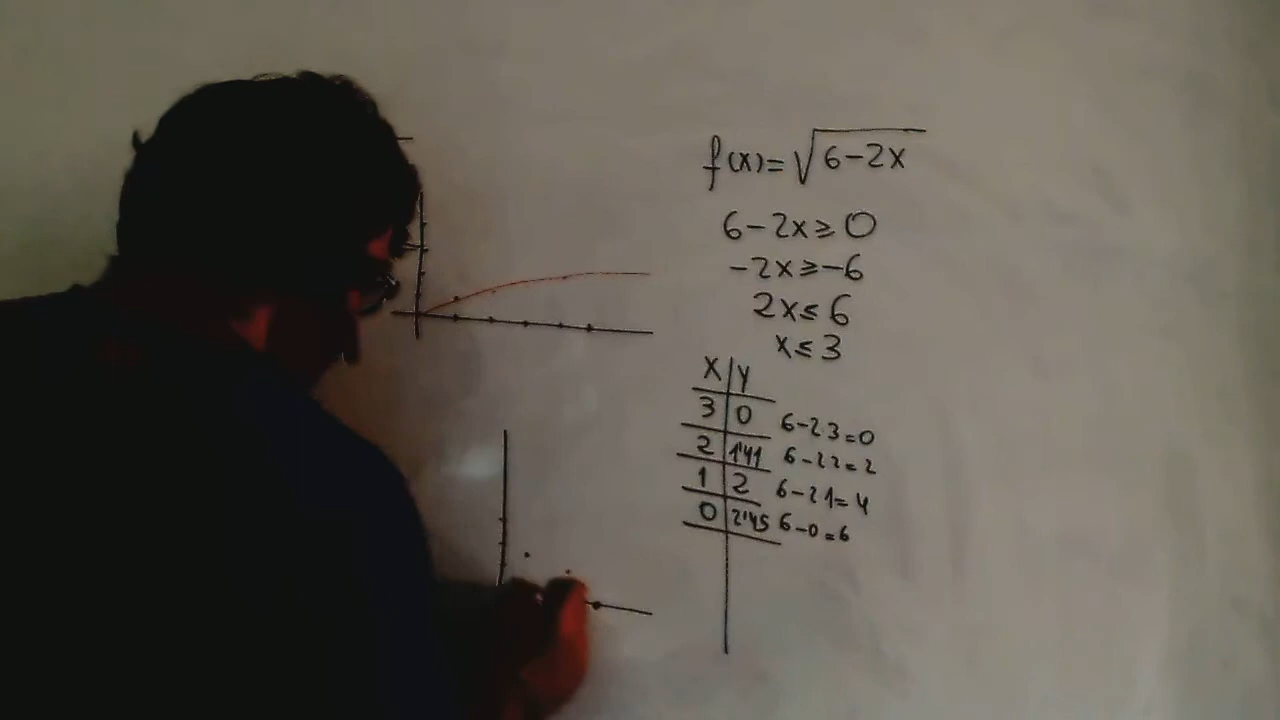 f(x)=√6-2x
6-2x≥0
-2x≥-6
2x≤6
x≤3
x y
3 0 6-2 3=0
2 1'41 6-2 2=2
1 2 6-2 1=4
0 2'45 6-0=6